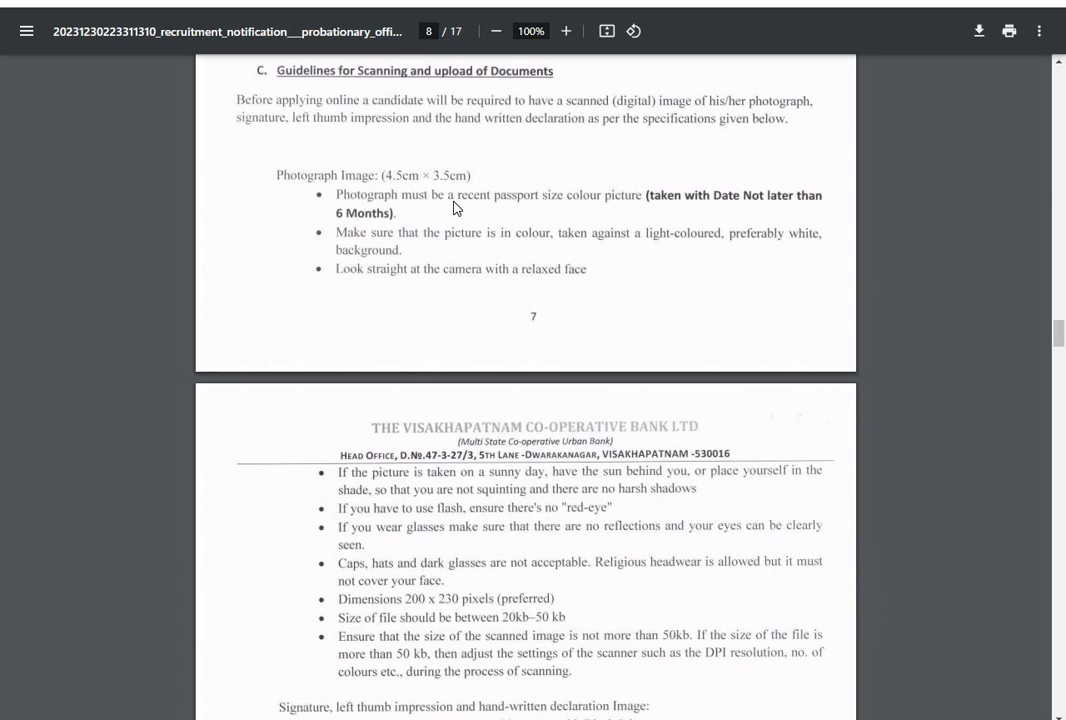 20231230223311310_recruitment_notification__probationary_offi...
8 / 17
100%
C. Guidelines for Scanning and upload of Documents
Before applying online a candidate will be required to have a scanned (digital) image of his/her photograph,
signature, left thumb impression and the hand written declaration as per the specifications given below.
Photograph Image: (4.5cm × 3.5cm)
• Photograph must be a recent passport size colour picture (taken with Date Not later than
6 Months).
• Make sure that the picture is in colour, taken against a light-coloured, preferably white,
background.
• Look straight at the camera with a relaxed face
7
THE VISAKHAPATNAM CO-OPERATIVE BANK LTD
(Multi State Co-operative Urban Bank)
HEAD OFFICE, D.No.47-3-27/3, 5TH LANE -DWARAKANAGAR, VISAKHAPATNAM -530016
• If the picture is taken on a sunny day, have the sun behind you, or place yourself in the
shade, so that you are not squinting and there are no harsh shadows
• If you have to use flash, ensure there's no "red-eye"
• If you wear glasses make sure that there are no reflections and your eyes can be clearly
seen.
• Caps, hats and dark glasses are not acceptable. Religious headwear is allowed but it must
not cover your face.
• Dimensions 200 x 230 pixels (preferred)
• Size of file should be between 20kb–50 kb
• Ensure that the size of the scanned image is not more than 50kb. If the size of the file is
more than 50 kb, then adjust the settings of the scanner such as the DPI resolution, no. of
colours etc., during the process of scanning.
Signature, left thumb impression and hand-written declaration Image: